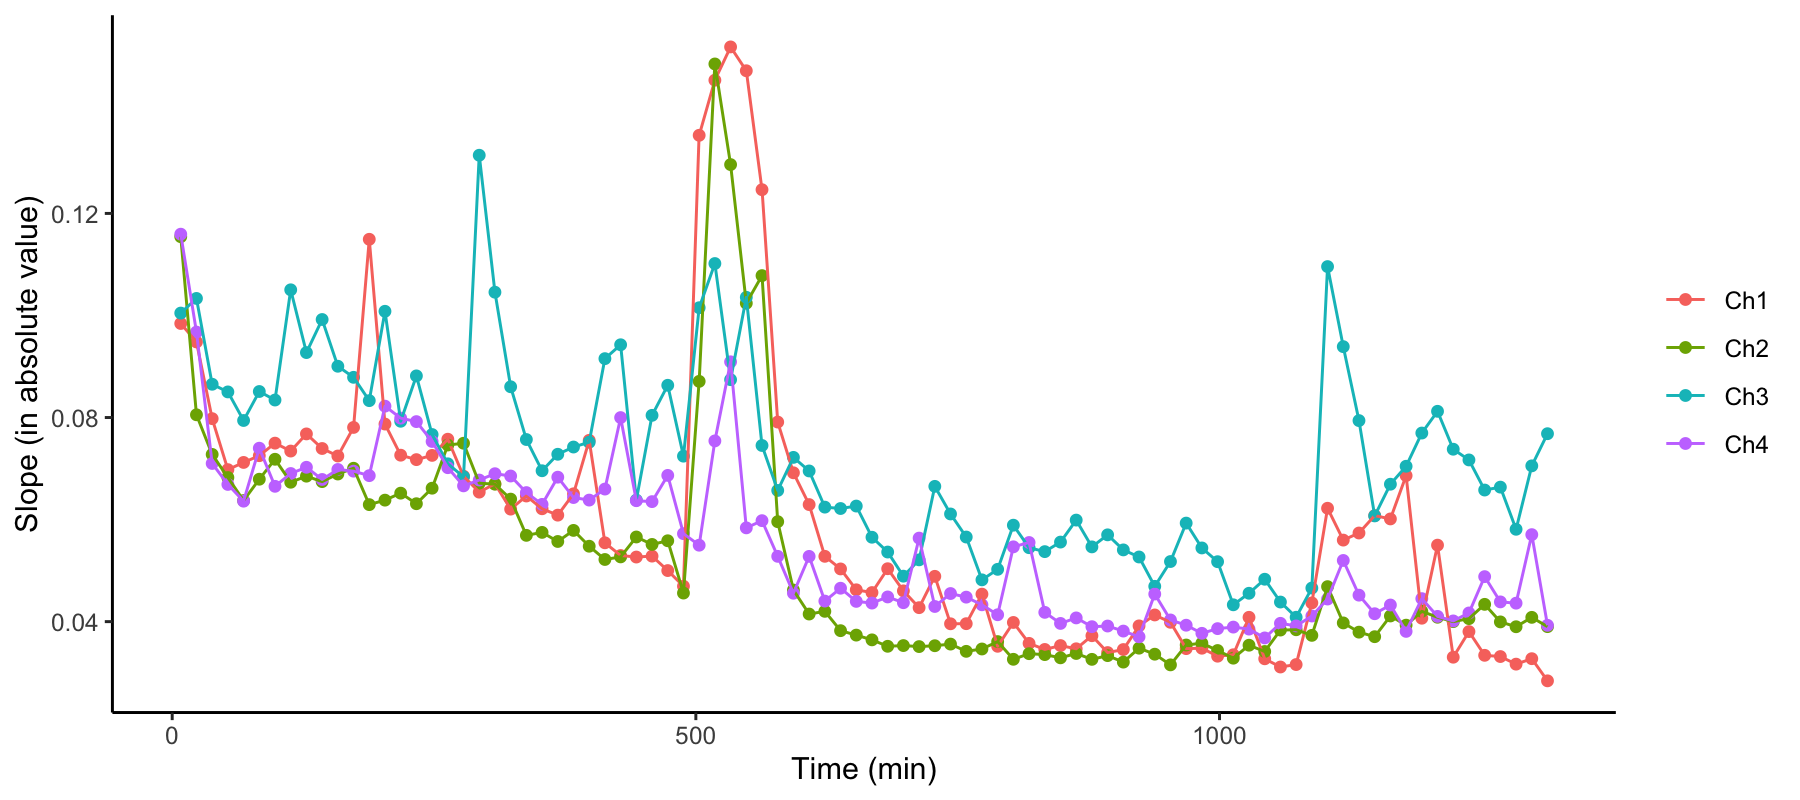 Slope (in absolute value)
0.12
0.08
0.04
0
500
1000
Time (min)
Ch1
Ch2
Ch3
Ch4